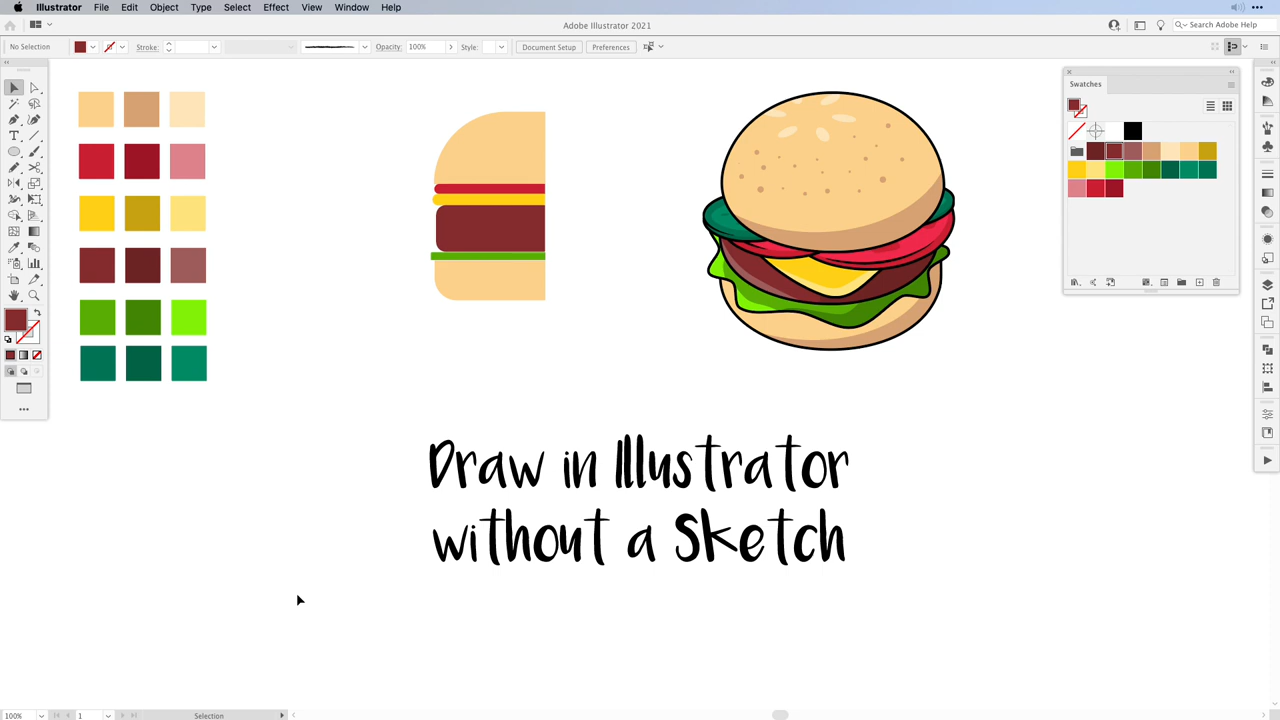 Illustrator File Edit Object Type Select Effect View Window Help
Adobe Illustrator 2021
Search Adobe Help
No Selection Stroke: Opacity: 100% Style: Document Setup Preferences
Swatches
Draw in Illustrator
without a Sketch
100% 1 Selection